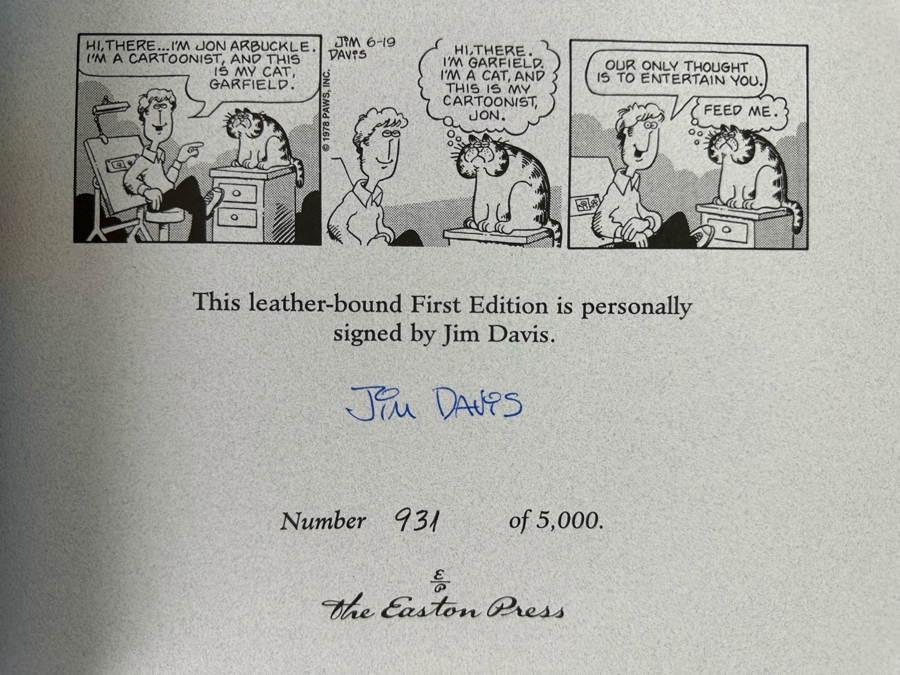 HI, THERE...I'M JON ARBUCKLE.
I'M A CARTOONIST, AND THIS
IS MY CAT,
GARFIELD.
© 1978 PAWS, INC.
JIM 6-19
DAVIS
HI, THERE.
I'M GARFIELD.
I'M A CAT, AND
THIS IS MY
CARTOONIST,
JON.
OUR ONLY THOUGHT
IS TO ENTERTAIN YOU.
FEED ME.
This leather-bound First Edition is personally
signed by Jim Davis.
JIM DAVIS
Number 931 of 5,000.
E
P
The Easton Press